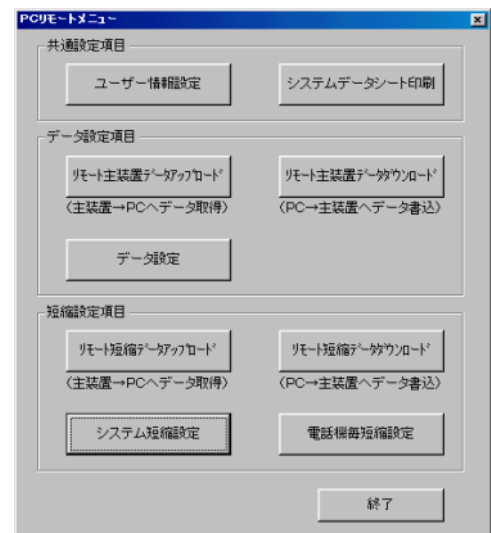 PCﾘﾓｰﾄﾒﾆｭｰ
共通設定項目
ユーザー情報設定
システムデータシート印刷
データ設定項目
ﾘﾓｰﾄ主装置ﾃﾞｰﾀｱｯﾌﾟﾛｰﾄﾞ
ﾘﾓｰﾄ主装置ﾃﾞｰﾀﾀﾞｳﾝﾛｰﾄﾞ
(主装置→PCへデータ取得)
(PC→主装置へデータ書込)
データ設定
短縮設定項目
ﾘﾓｰﾄ短縮ﾃﾞｰﾀｱｯﾌﾟﾛｰﾄﾞ
ﾘﾓｰﾄ短縮ﾃﾞｰﾀﾀﾞｳﾝﾛｰﾄﾞ
(主装置→PCへデータ取得)
(PC→主装置へデータ書込)
システム短縮設定
電話機毎短縮設定
終了